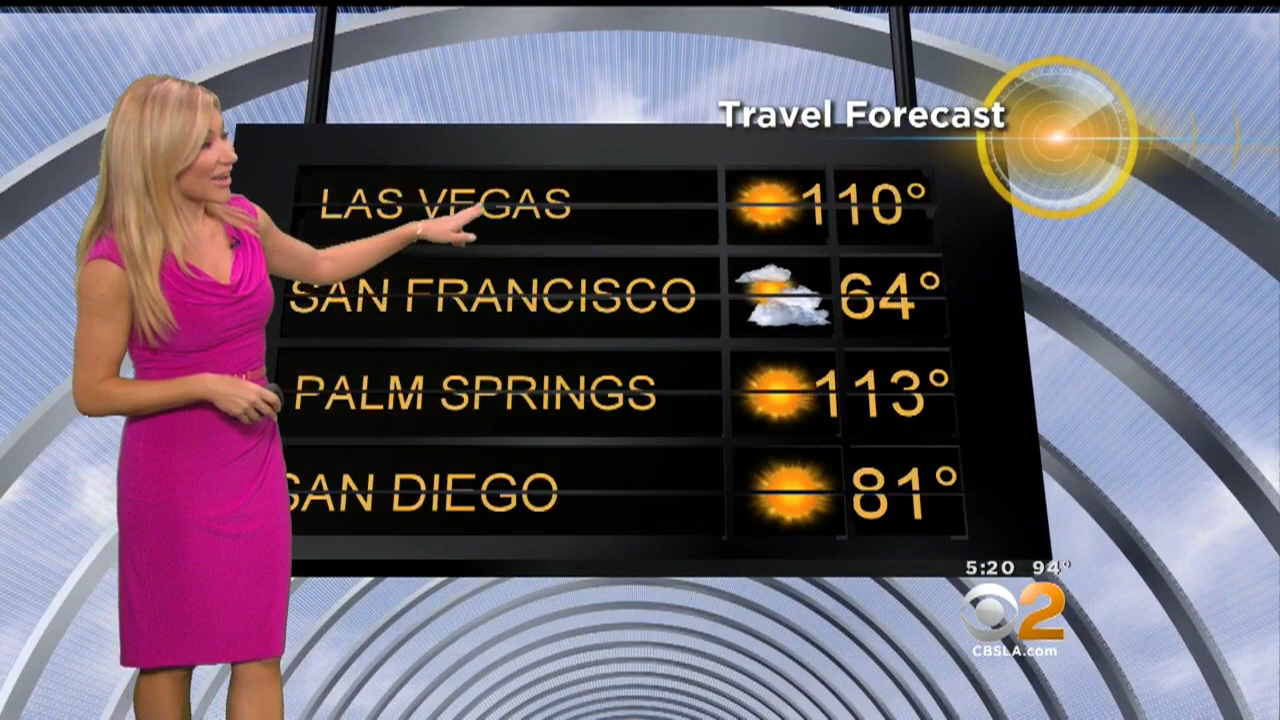 Travel Forecast
LAS VEGAS 110°
SAN FRANCISCO 64°
PALM SPRINGS 113°
SAN DIEGO 81°
5:20 94°
2
CBSLA.com